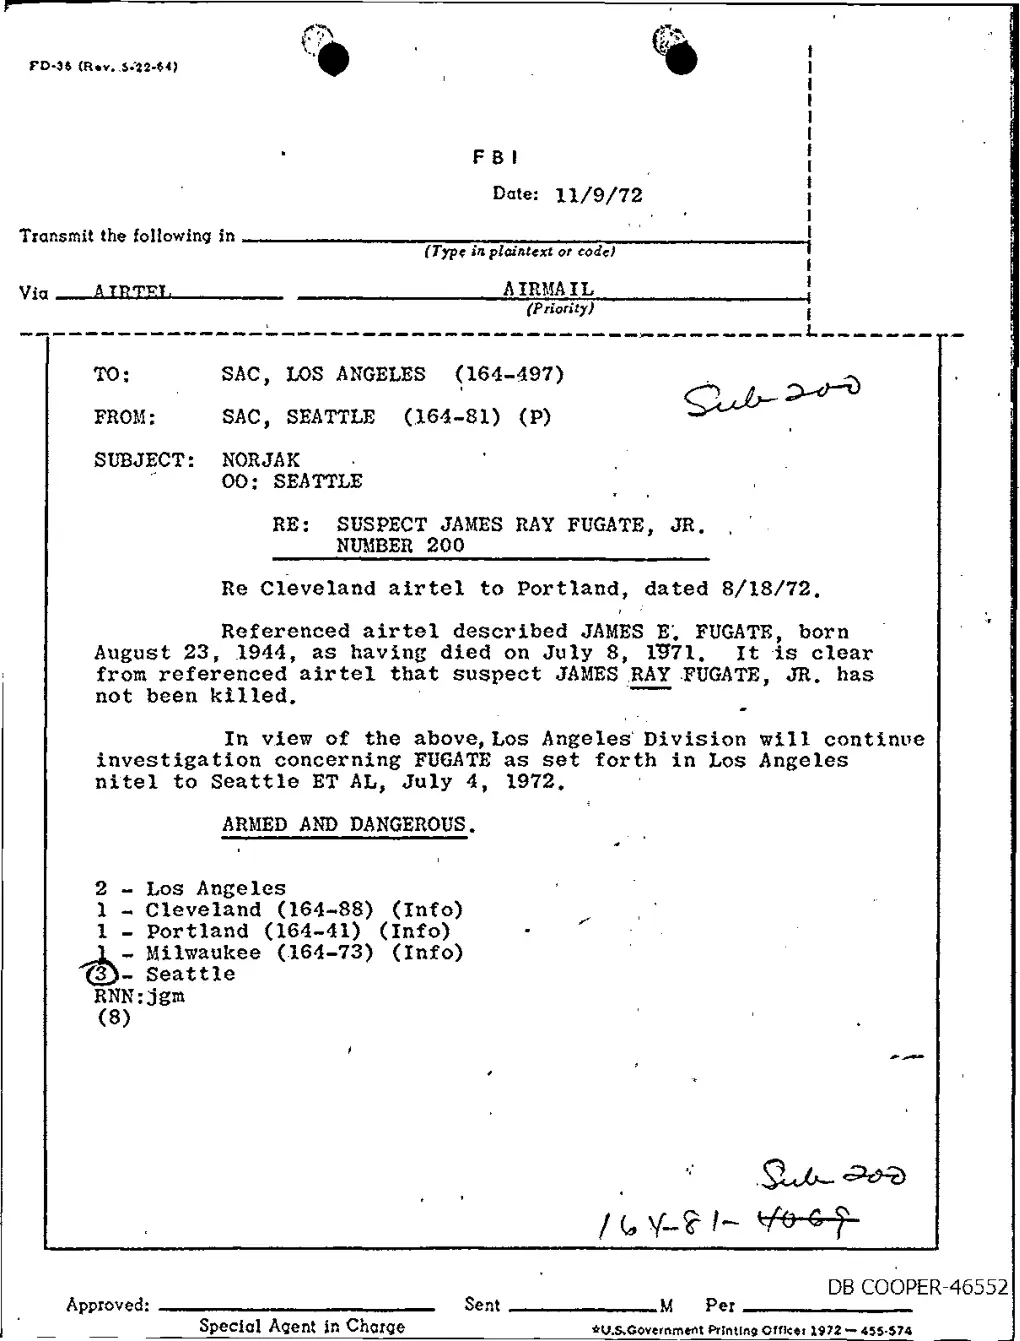 FD-36 (Rev. 5-22-64)
F B I
Date: 11/9/72
Transmit the following in
(Type in plaintext or code)
Via AIRTEL AIRMAIL
(Priority)
TO: SAC, LOS ANGELES (164-497)
Sub 200
FROM: SAC, SEATTLE (164-81) (P)
SUBJECT: NORJAK
OO: SEATTLE
RE: SUSPECT JAMES RAY FUGATE, JR.
NUMBER 200
Re Cleveland airtel to Portland, dated 8/18/72.
Referenced airtel described JAMES E. FUGATE, born
August 23, 1944, as having died on July 8, 1971. It is clear
from referenced airtel that suspect JAMES RAY FUGATE, JR. has
not been killed.
In view of the above, Los Angeles Division will continue
investigation concerning FUGATE as set forth in Los Angeles
nitel to Seattle ET AL, July 4, 1972.
ARMED AND DANGEROUS.
2 - Los Angeles
1 - Cleveland (164-88) (Info)
1 - Portland (164-41) (Info)
1 - Milwaukee (164-73) (Info)
3 - Seattle
RNN:jgm
(8)
Sub 200
164-81-
DB COOPER-46552
Approved: Sent M Per
Special Agent in Charge
☆U.S.Government Printing Office: 1972 — 455-574